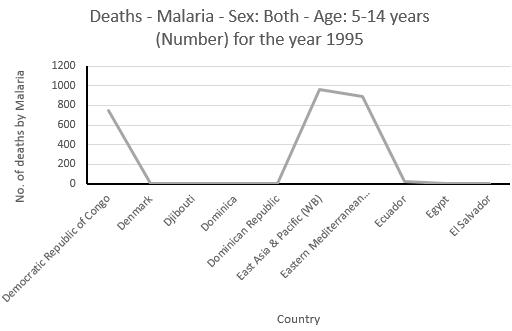 Deaths - Malaria - Sex: Both - Age: 5-14 years
(Number) for the year 1995
No. of deaths by Malaria
1200
1000
800
600
400
200
0
Democratic Republic of Congo
Denmark
Djibouti
Dominica
Dominican Republic
East Asia & Pacific (WB)
Eastern Mediterranean...
Ecuador
Egypt
El Salvador
Country